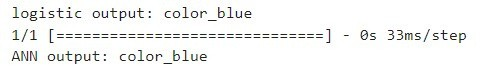 logistic output: color_blue
1/1 [==============================] - 0s 33ms/step
ANN output: color_blue